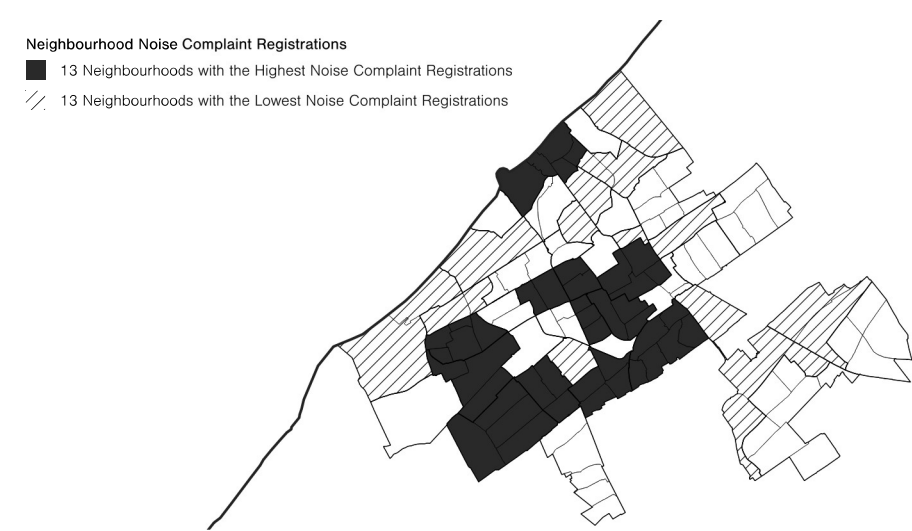 Neighbourhood Noise Complaint Registrations
13 Neighbourhoods with the Highest Noise Complaint Registrations
13 Neighbourhoods with the Lowest Noise Complaint Registrations